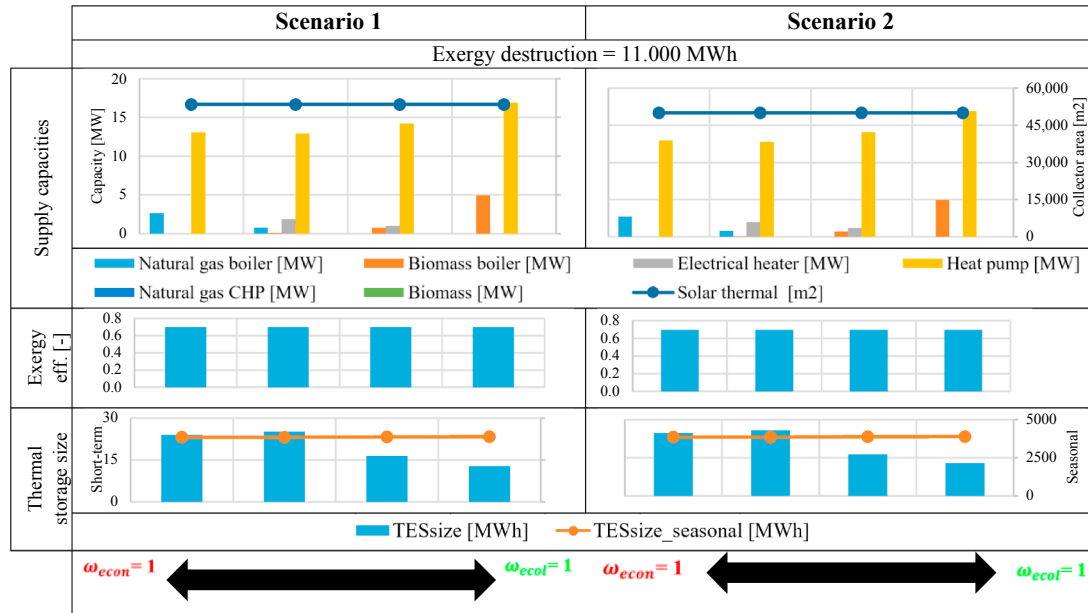 Scenario 1
Scenario 2
Exergy destruction = 11.000 MWh
Supply capacities
Capacity [MW]
20
15
10
5
0
60,000
45,000
30,000
15,000
0
Collector area [m2]
Natural gas boiler [MW]
Biomass boiler [MW]
Electrical heater [MW]
Heat pump [MW]
Natural gas CHP [MW]
Biomass [MW]
Solar thermal [m2]
Exergy
eff. [-]
0.8
0.6
0.4
0.2
0.0
0.8
0.6
0.4
0.2
0.0
Thermal
storage size
Short-term
30
15
0
5000
2500
0
Seasonal
TESsize [MWh]
TESsize_seasonal [MWh]
ω_econ = 1
ω_ecol = 1
ω_econ = 1
ω_ecol = 1